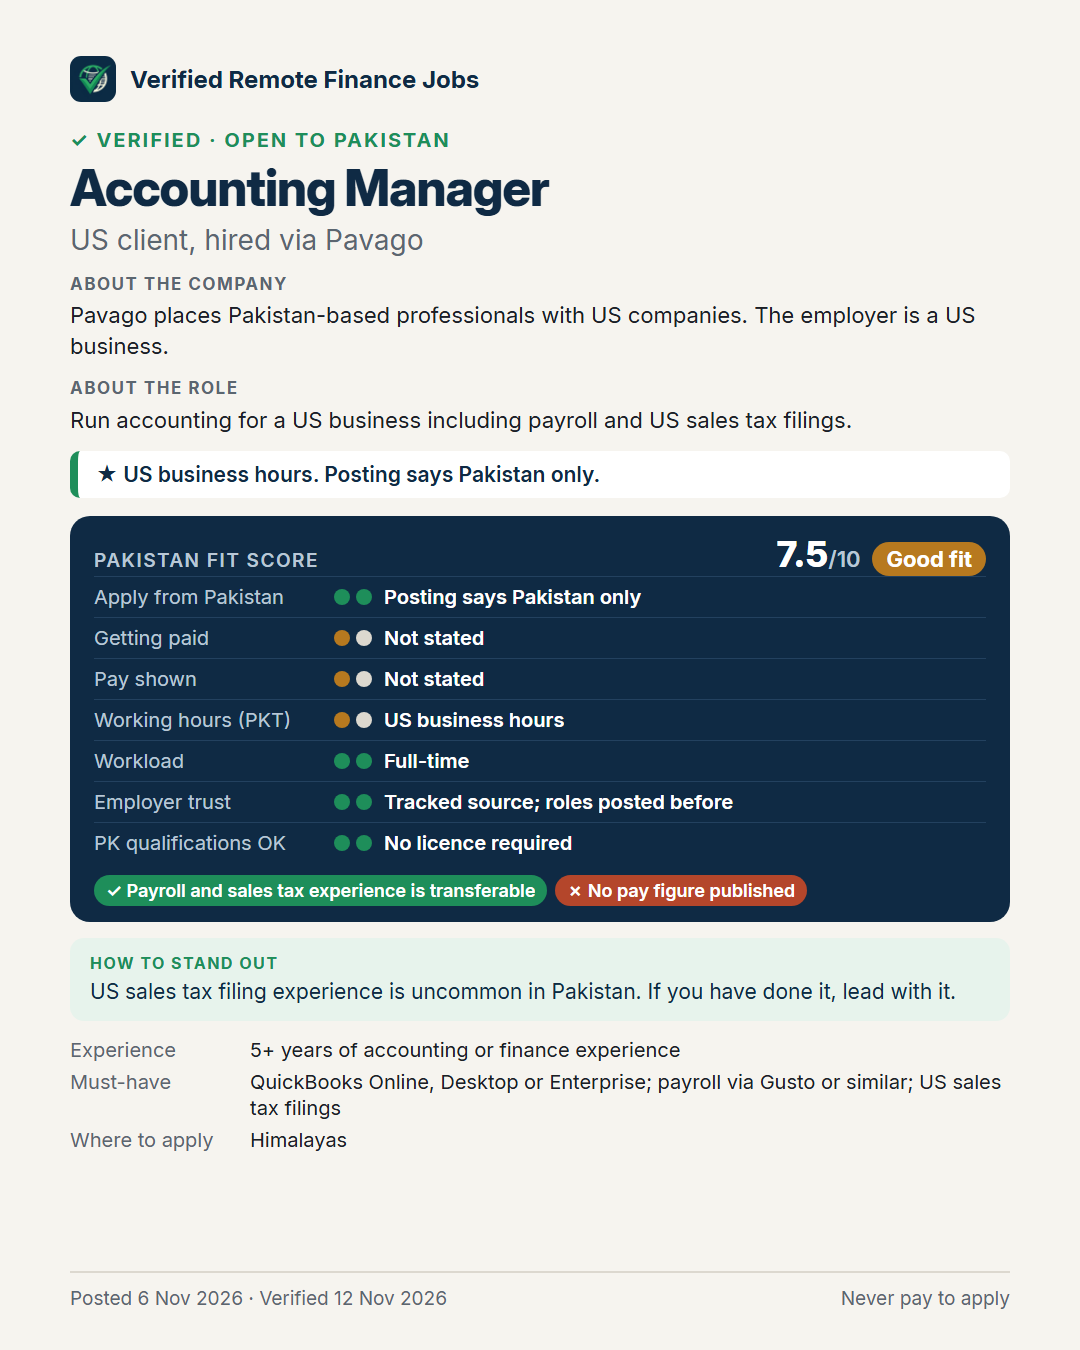 Verified Remote Finance Jobs
✓ VERIFIED · OPEN TO PAKISTAN
Accounting Manager
US client, hired via Pavago
ABOUT THE COMPANY
Pavago places Pakistan-based professionals with US companies. The employer is a US
business.
ABOUT THE ROLE
Run accounting for a US business including payroll and US sales tax filings.
★ US business hours. Posting says Pakistan only.
PAKISTAN FIT SCORE 7.5/10 Good fit
Apply from Pakistan Posting says Pakistan only
Getting paid Not stated
Pay shown Not stated
Working hours (PKT) US business hours
Workload Full-time
Employer trust Tracked source; roles posted before
PK qualifications OK No licence required
✓ Payroll and sales tax experience is transferable × No pay figure published
HOW TO STAND OUT
US sales tax filing experience is uncommon in Pakistan. If you have done it, lead with it.
Experience 5+ years of accounting or finance experience
Must-have QuickBooks Online, Desktop or Enterprise; payroll via Gusto or similar; US sales
tax filings
Where to apply Himalayas
Posted 6 Nov 2026 · Verified 12 Nov 2026 Never pay to apply